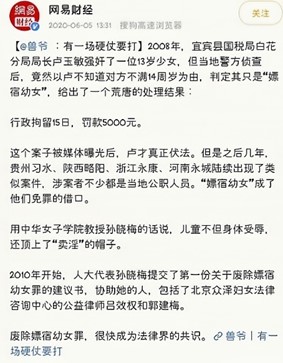 网易财经
2020-06-05 13:31 搜狗高速浏览器
关注
【@兽爷 ：有一场硬仗要打】2008年，宜宾县国税局白花
分局局长卢玉敏强奸了一位13岁少女，但当地警方侦查
后，竟然以卢不知道对方不满14周岁为由，判定其只是“嫖
宿幼女”，给出了一个荒唐的处理结果：
行政拘留15日，罚款5000元。
这个案子被媒体曝光后，卢才真正伏法。但是之后几年，
贵州习水、陕西略阳、浙江永康、河南永城陆续出现了类
似案件，涉案者不少都是当地公职人员。“嫖宿幼女”成了
他们免罪的借口。
用中华女子学院教授孙晓梅的话说，儿童不但身体受辱，
还顶上了“卖淫”的帽子。
2010年开始，人大代表孙晓梅提交了第一份关于废除嫖宿
幼女罪的建议书，协助她的人，包括了北京众泽妇女法律
咨询中心的公益律师吕效权和郭建梅。
废除嫖宿幼女罪，很快成为法律界的共识。兽爷丨有一
场硬仗要打